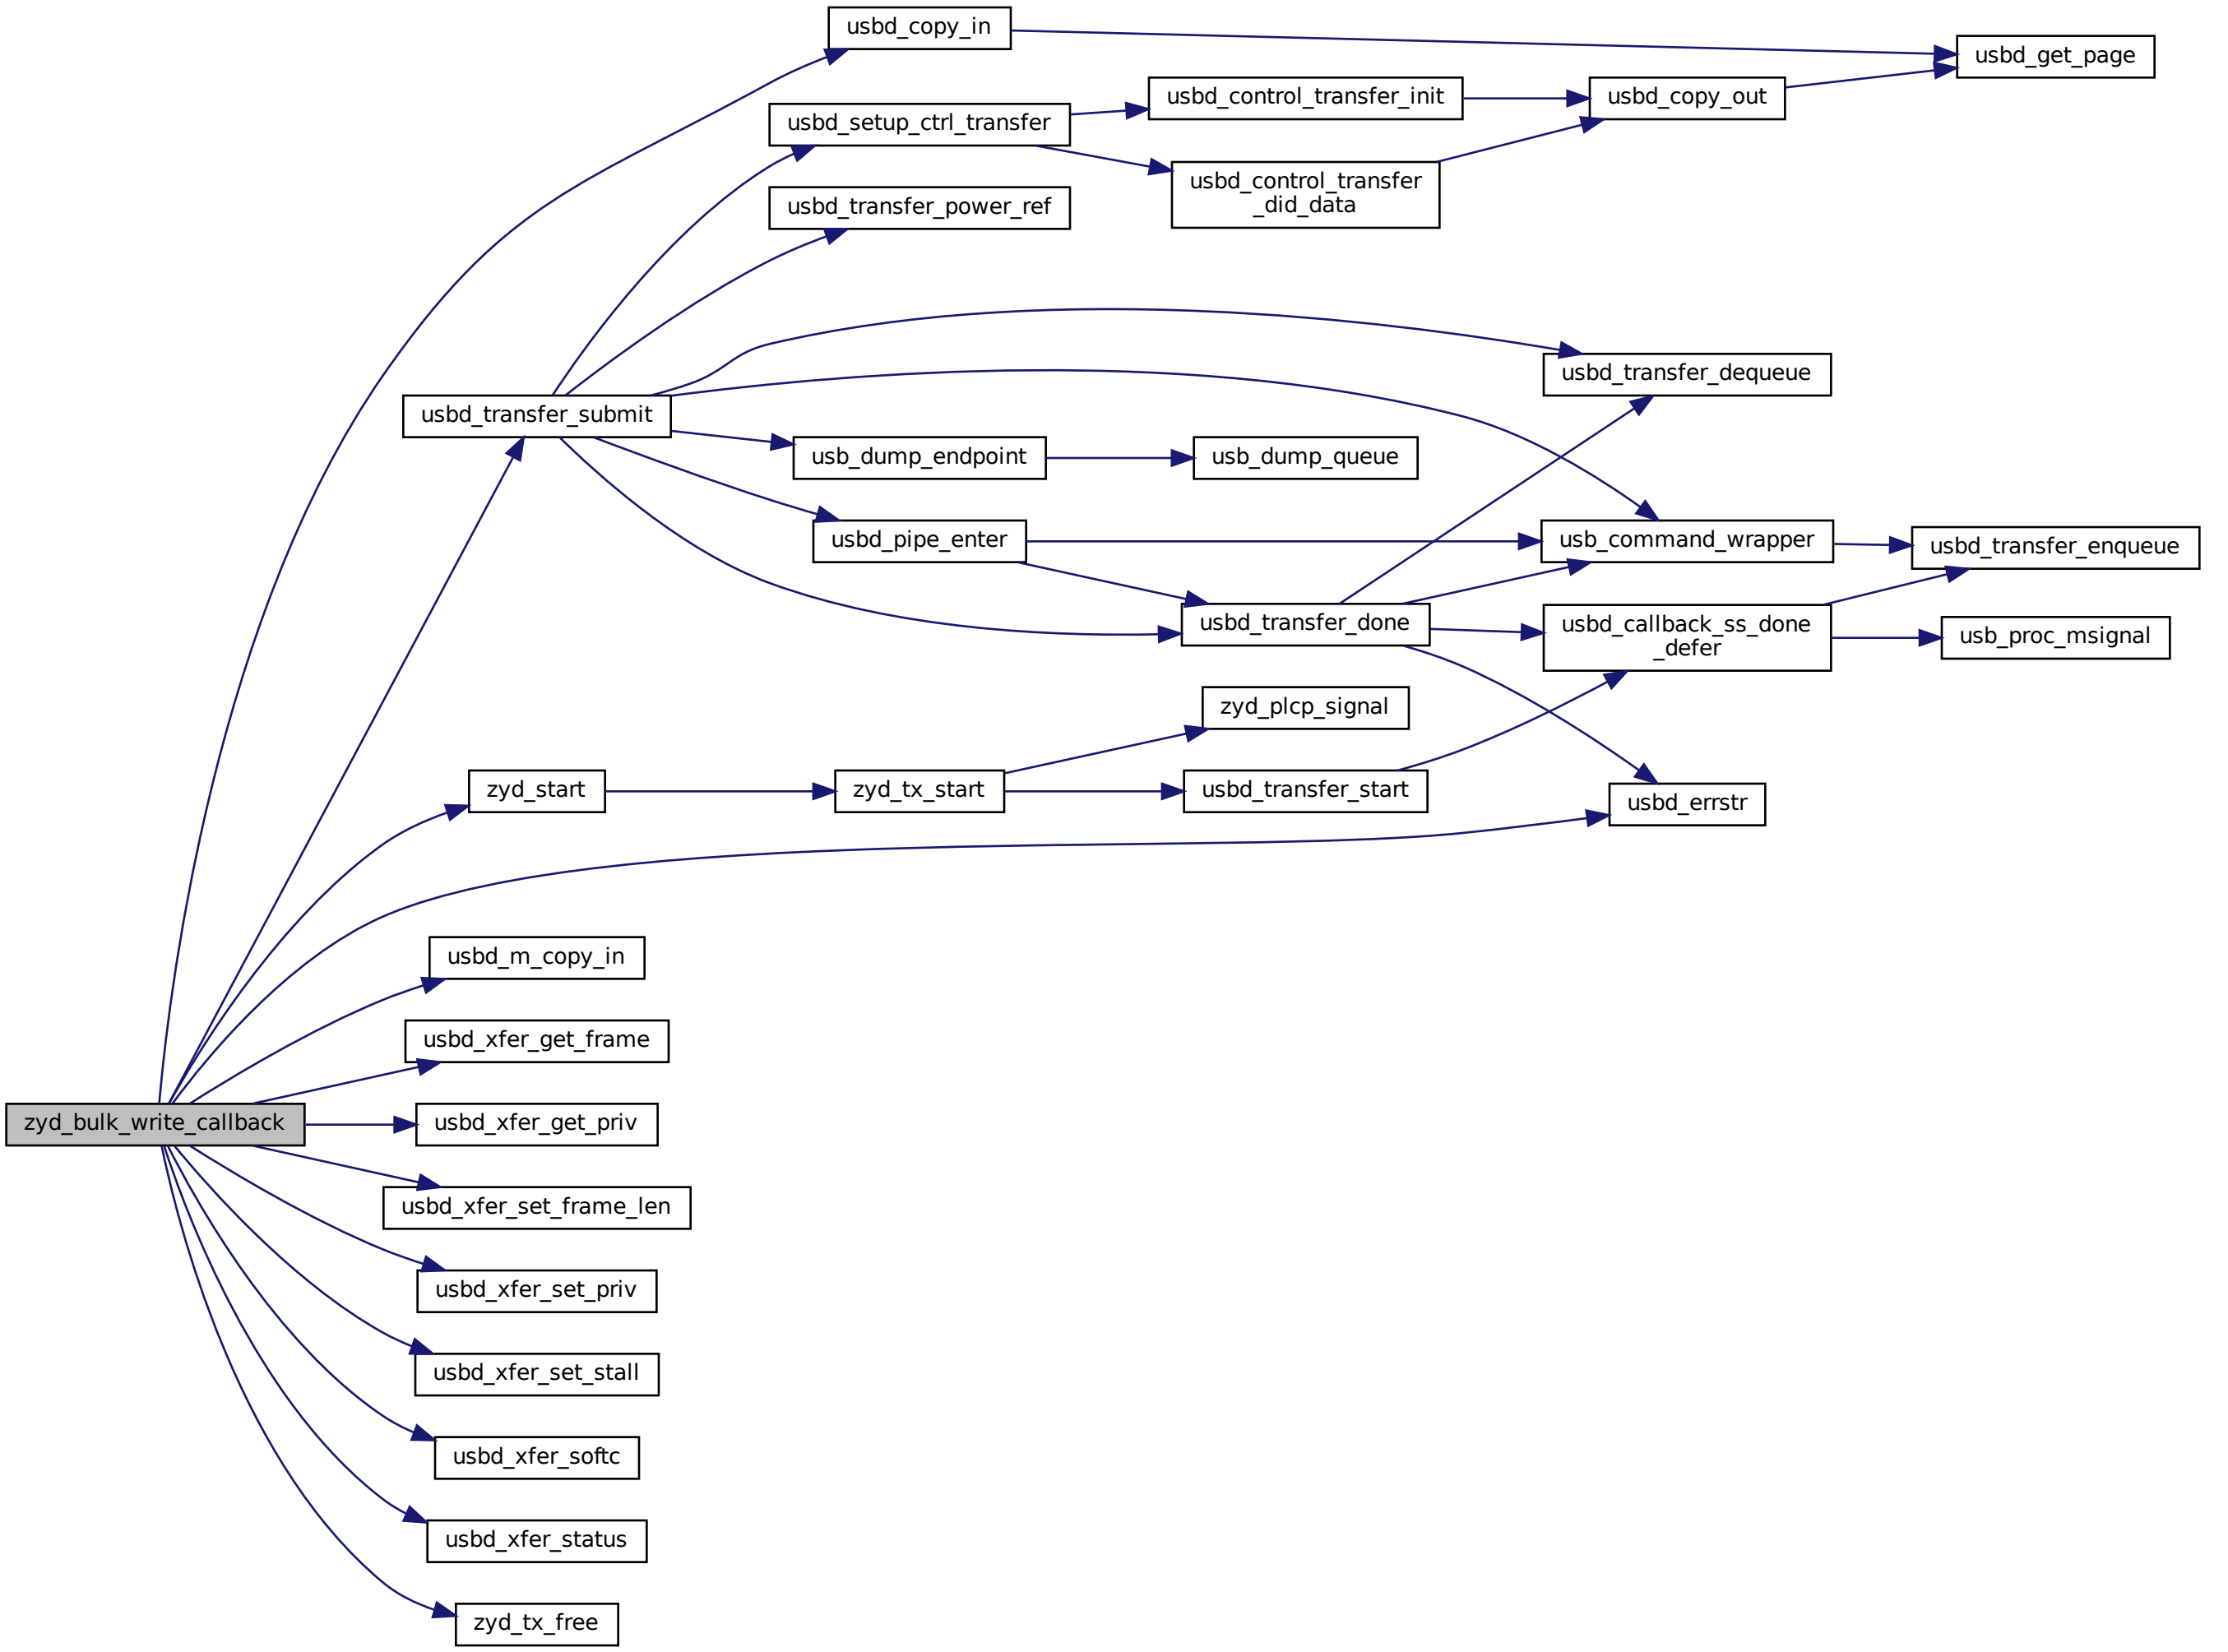 usbd_copy_in
usbd_get_page
usbd_control_transfer_init
usbd_copy_out
usbd_setup_ctrl_transfer
usbd_control_transfer
_did_data
usbd_transfer_power_ref
usbd_transfer_dequeue
usbd_transfer_submit
usb_dump_endpoint
usb_dump_queue
usbd_pipe_enter
usb_command_wrapper
usbd_transfer_enqueue
usbd_transfer_done
usbd_callback_ss_done
_defer
usb_proc_msignal
zyd_plcp_signal
zyd_start
zyd_tx_start
usbd_transfer_start
usbd_errstr
usbd_m_copy_in
usbd_xfer_get_frame
zyd_bulk_write_callback
usbd_xfer_get_priv
usbd_xfer_set_frame_len
usbd_xfer_set_priv
usbd_xfer_set_stall
usbd_xfer_softc
usbd_xfer_status
zyd_tx_free